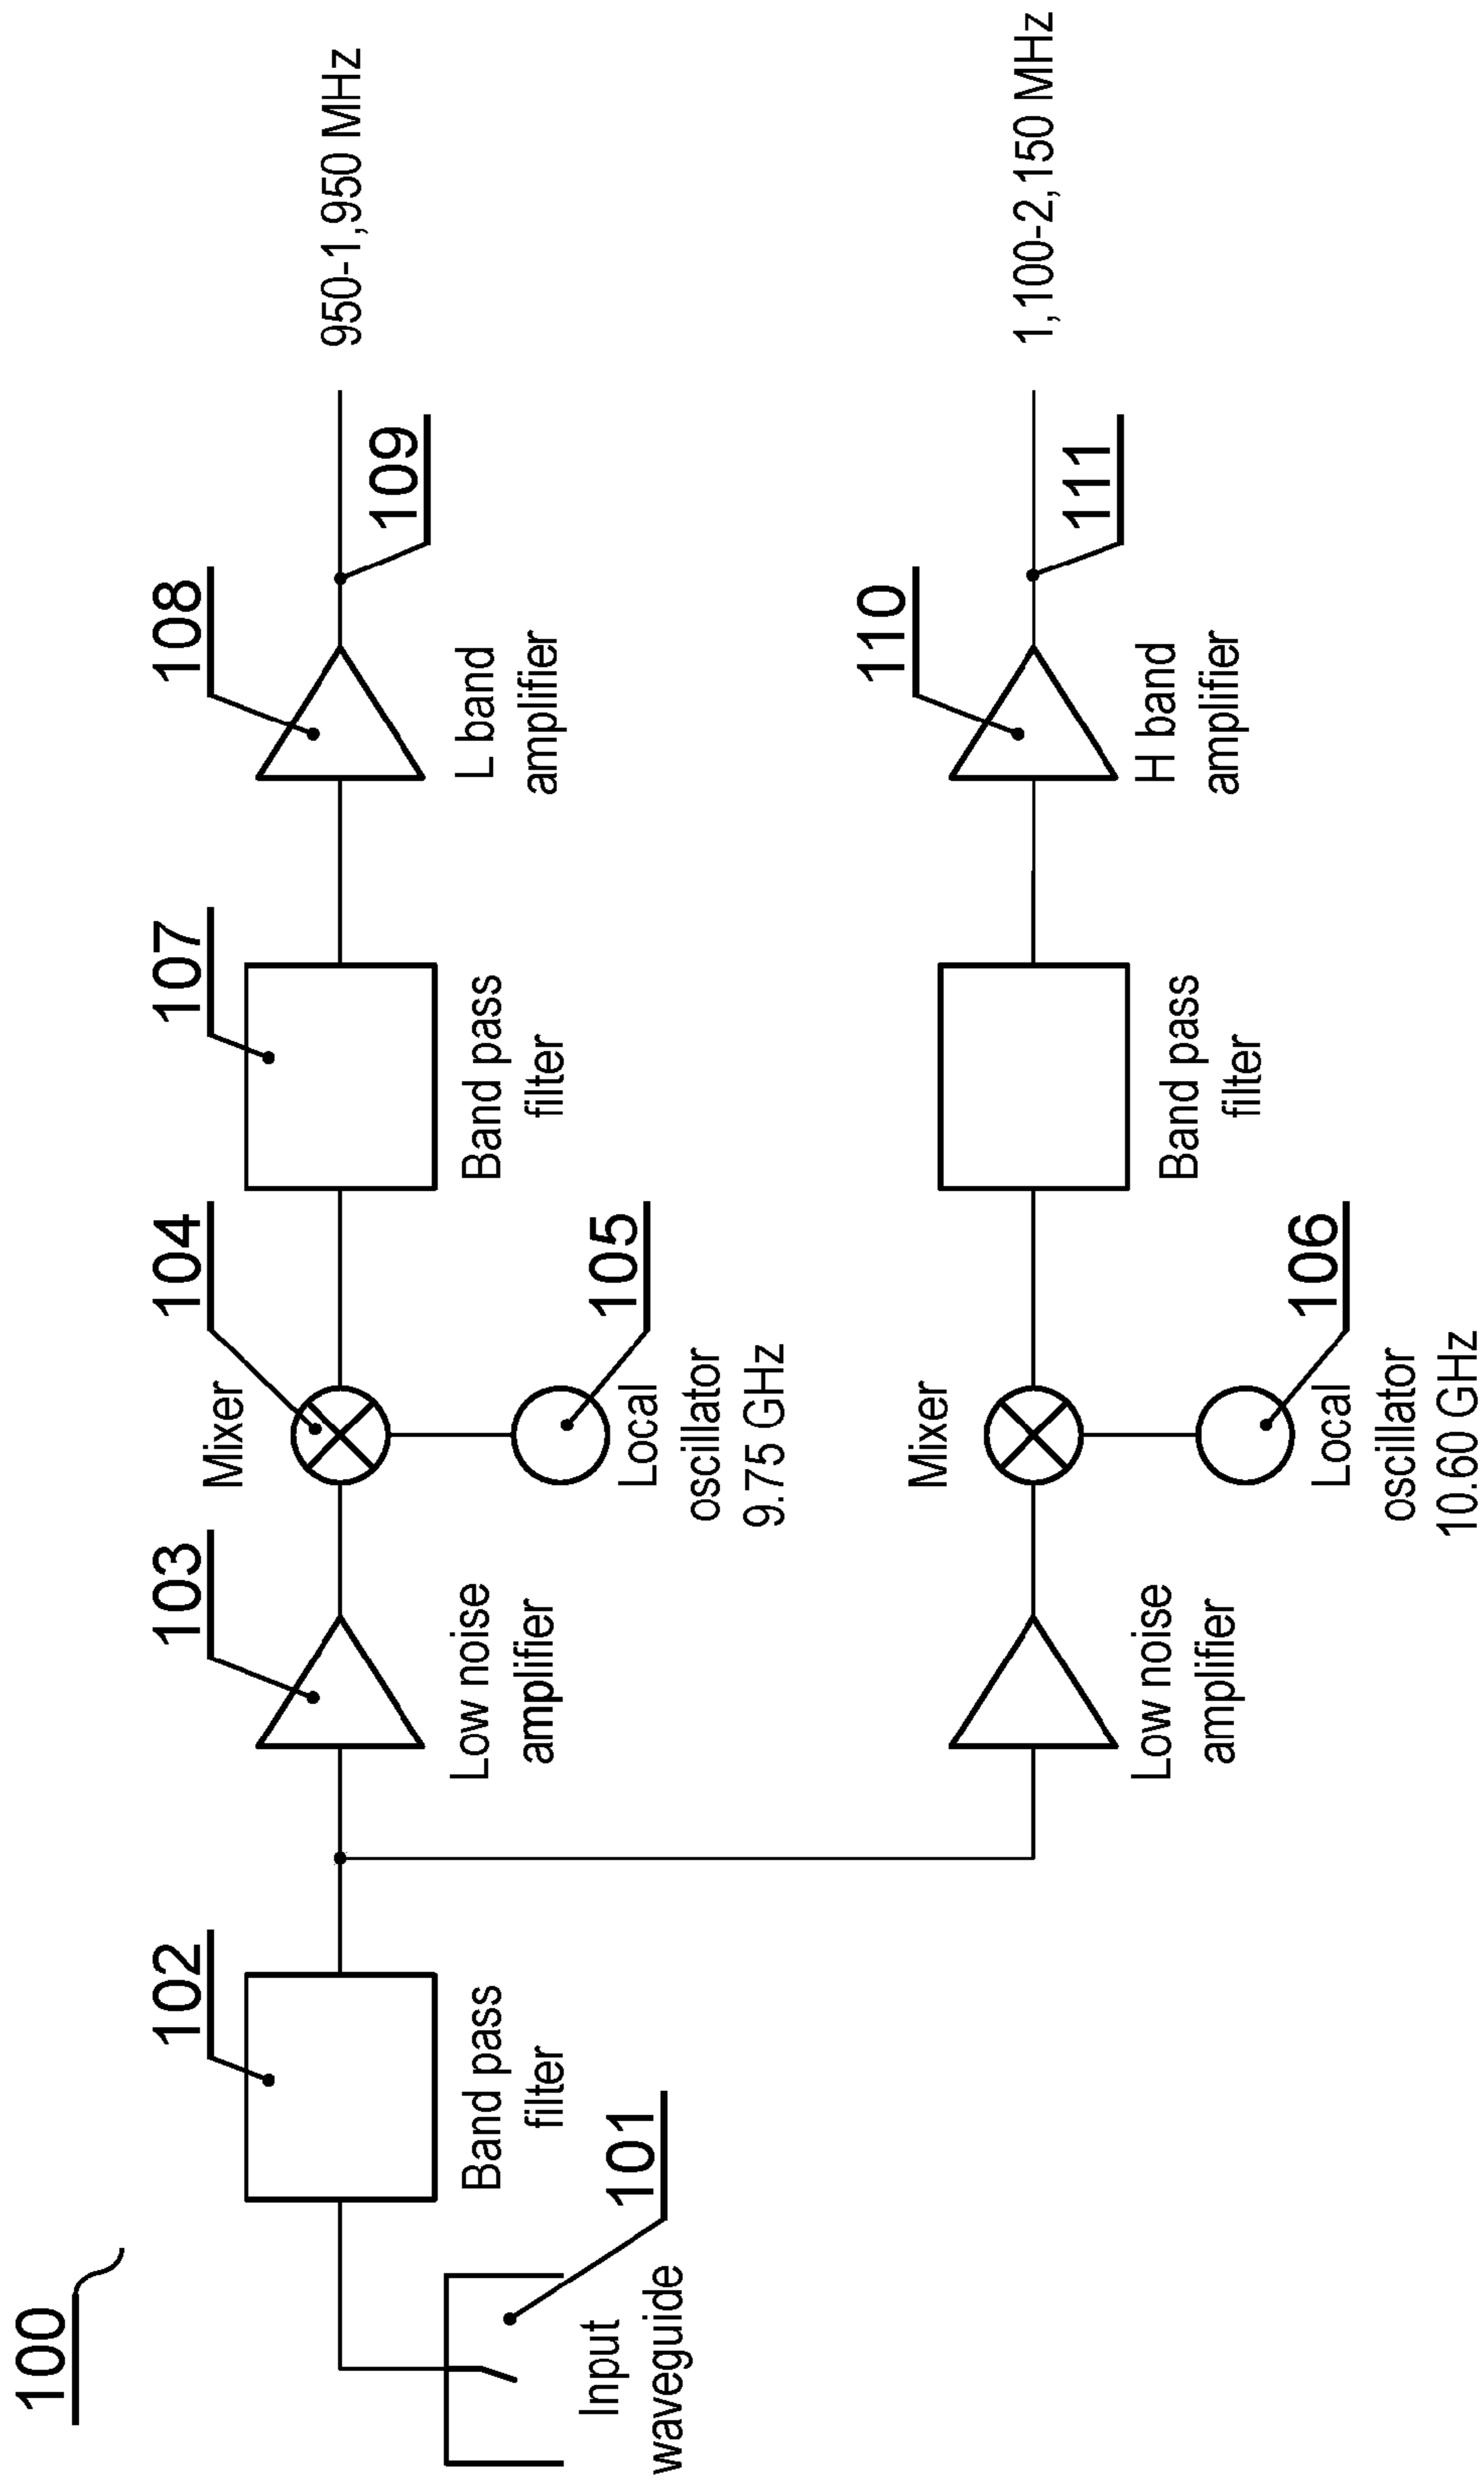 100
102
103
Mixer
104
107
108
950-1,950 MHz
109
Input
waveguide
101
Band pass
filter
Low noise
amplifier
Local
oscillator
9.75 GHz
105
Band pass
filter
L band
amplifier
Mixer
110
1,100-2,150 MHz
111
Low noise
amplifier
Local
oscillator
10.60 GHz
106
Band pass
filter
H band
amplifier